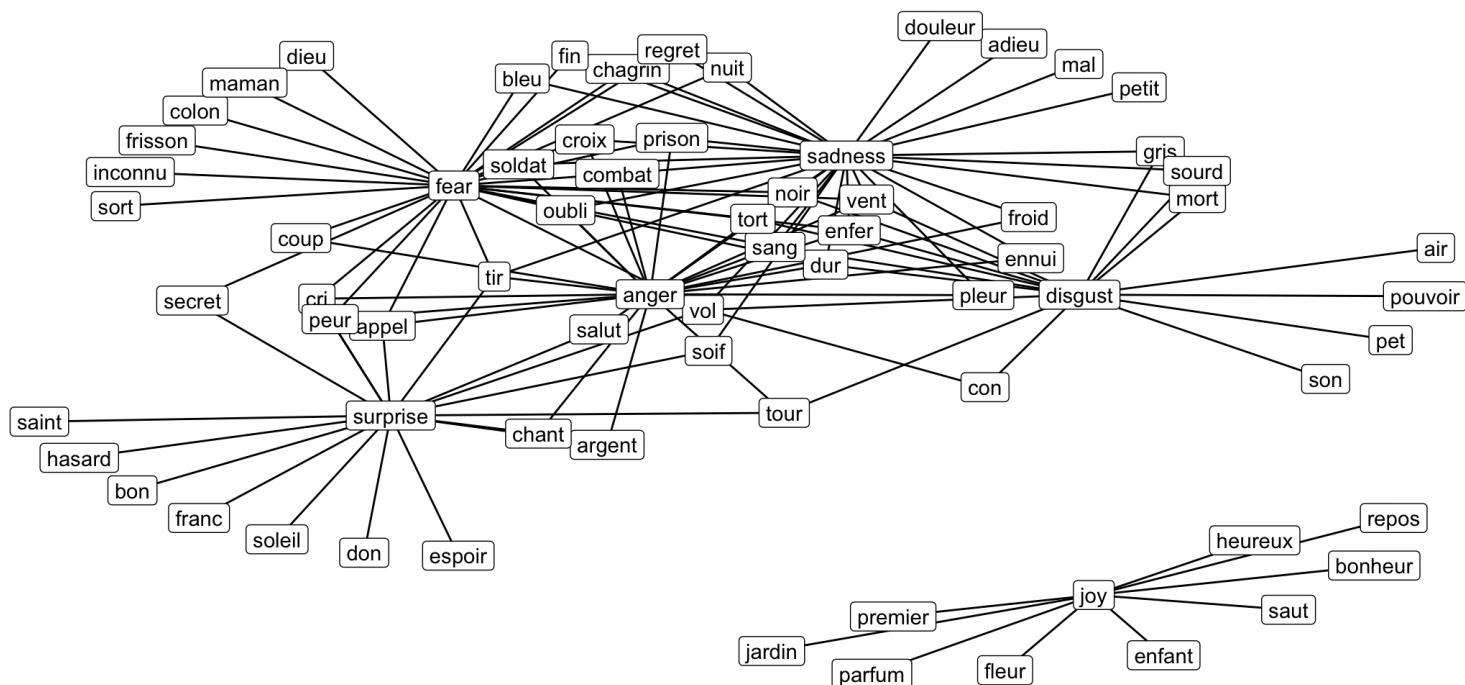 douleur
adieu
dieu
fin
regret
chagrin
nuit
mal
maman
bleu
petit
colon
frisson
croix
prison
sadness
gris
sourd
inconnu
soldat
combat
fear
noir
vent
mort
sort
oubli
tort
enfer
froid
coup
sang
ennui
air
tir
dur
secret
cri
anger
pleur
disgust
pouvoir
peur
appel
salut
vol
pet
soif
con
son
saint
surprise
tour
hasard
chant
argent
bon
franc
soleil
don
espoir
repos
heureux
bonheur
joy
premier
saut
jardin
enfant
parfum
fleur